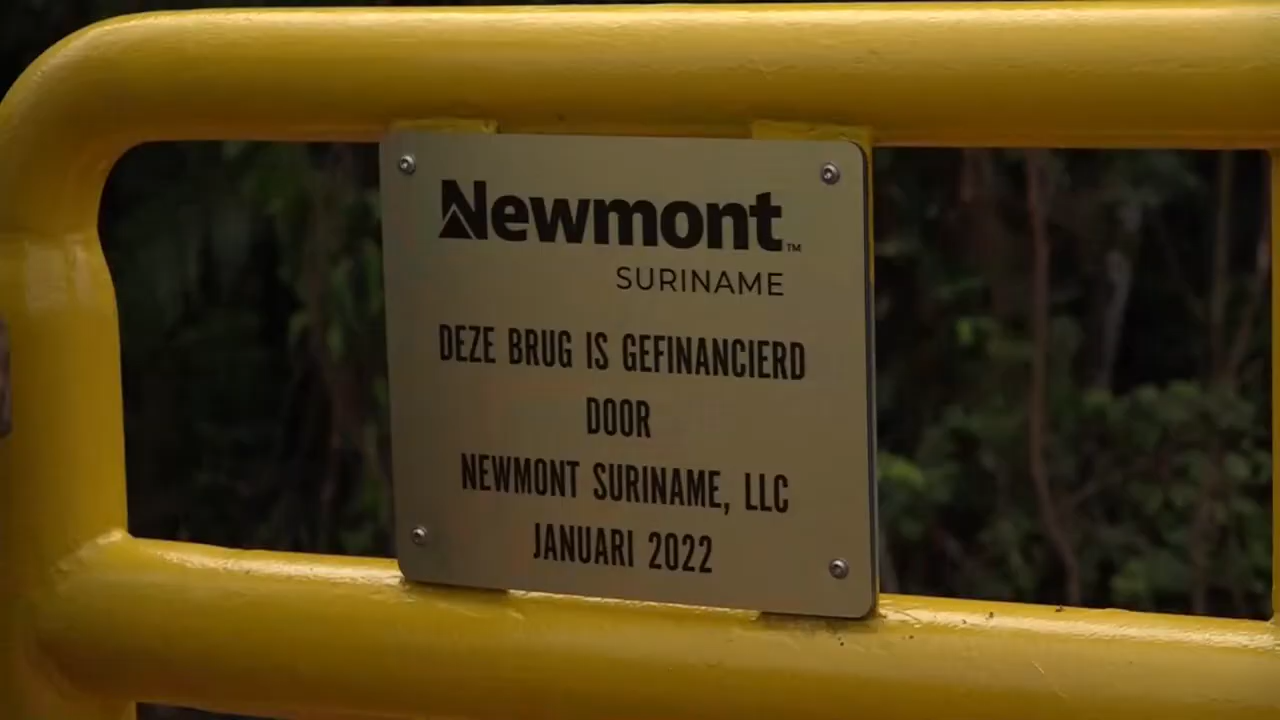 Newmont™
SURINAME
DEZE BRUG IS GEFINANCIERD
DOOR
NEWMONT SURINAME, LLC
JANUARI 2022